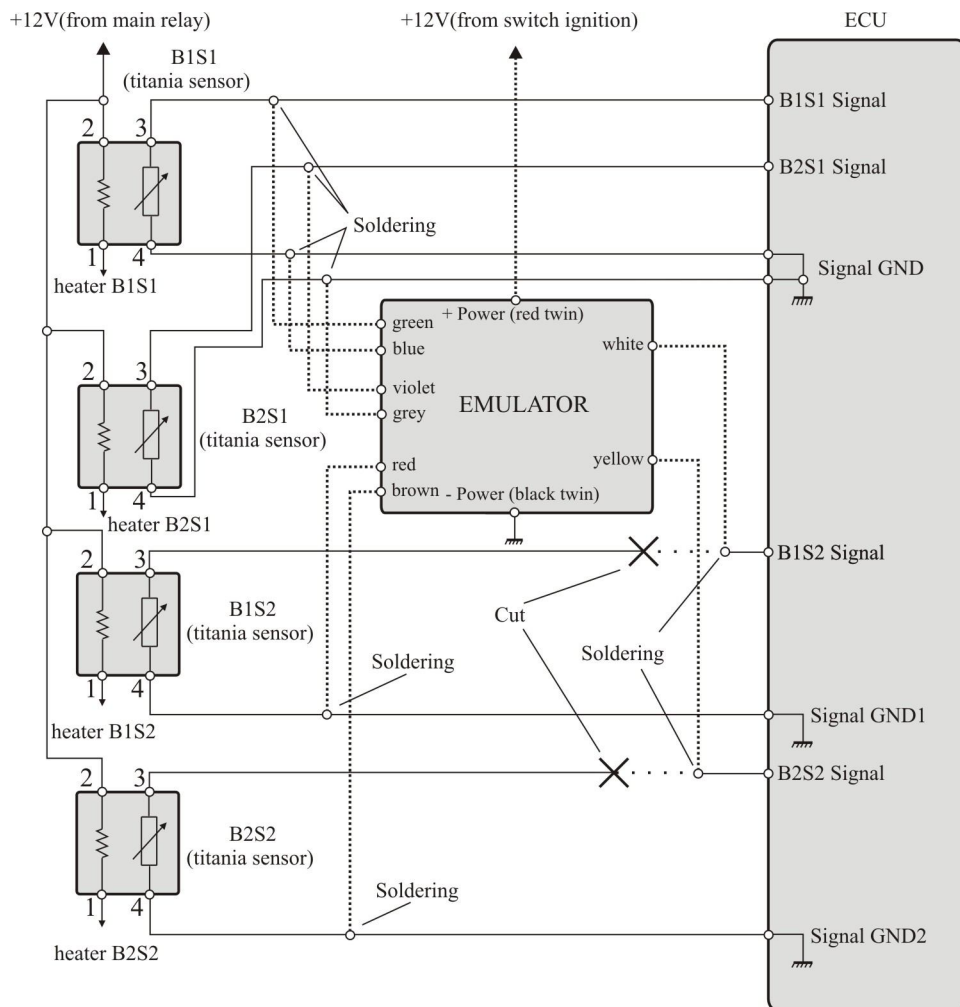 +12V(from main relay)
+12V(from switch ignition)
ECU
B1S1
(titania sensor)
B1S1 Signal
2
3
B2S1 Signal
Soldering
1
4
heater B1S1
Signal GND
+ Power (red twin)
green
white
blue
2
3
violet
EMULATOR
grey
B2S1
(titania sensor)
yellow
red
brown
- Power (black twin)
1
4
heater B2S1
2
3
B1S2 Signal
B1S2
(titania sensor)
Cut
Soldering
Soldering
1
4
heater B1S2
Signal GND1
2
3
B2S2 Signal
B2S2
(titania sensor)
Soldering
1
4
heater B2S2
Signal GND2